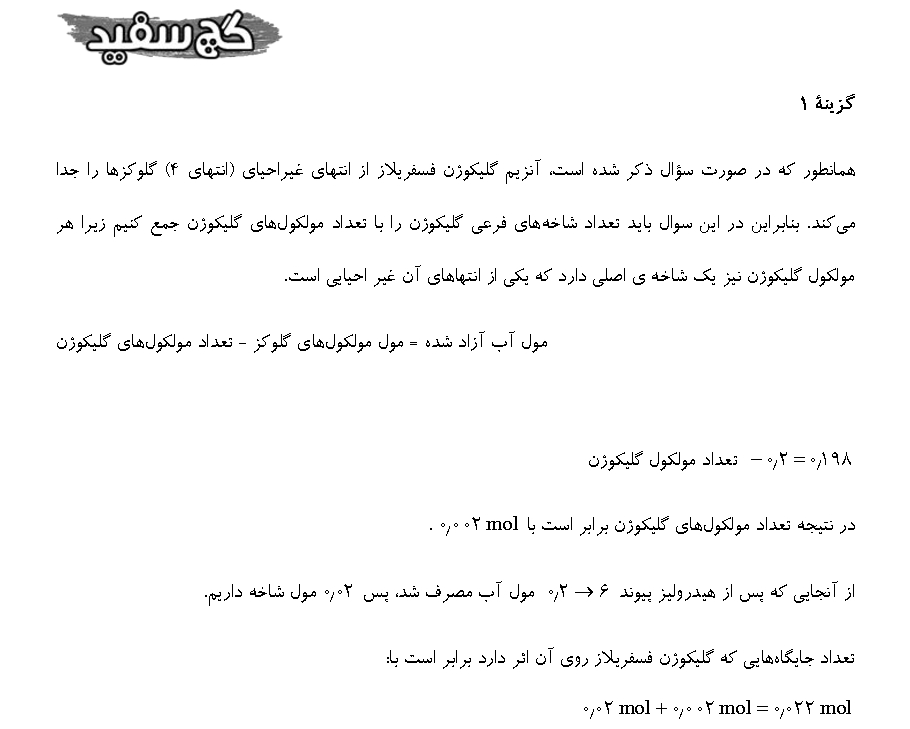 گچ سفید
گزینهٔ ۱
همانطور که در صورت سؤال ذکر شده است، آنزیم گلیکوژن فسفریلاز از انتهای غیراحیای (انتهای ۴) گلوکزها را جدا
می‌کند. بنابراین در این سوال باید تعداد شاخه‌های فرعی گلیکوژن را با تعداد مولکول‌های گلیکوژن جمع کنیم زیرا هر
مولکول گلیکوژن نیز یک شاخه ی اصلی دارد که یکی از انتهاهای آن غیر احیایی است.
مول آب آزاد شده = مول مولکول‌های گلوکز - تعداد مولکول‌های گلیکوژن
۰٫۱۹۸ = ۰٫۲ − تعداد مولکول گلیکوژن
در نتیجه تعداد مولکول‌های گلیکوژن برابر است با ۰٫۰۰۲ mol .
از آنجایی که پس از هیدرولیز پیوند ۶ → ۰٫۲ مول آب مصرف شد، پس ۰٫۰۲ مول شاخه داریم.
تعداد جایگاه‌هایی که گلیکوژن فسفریلاز روی آن اثر دارد برابر است با:
۰٫۰۲ mol + ۰٫۰۰۲ mol = ۰٫۰۲۲ mol